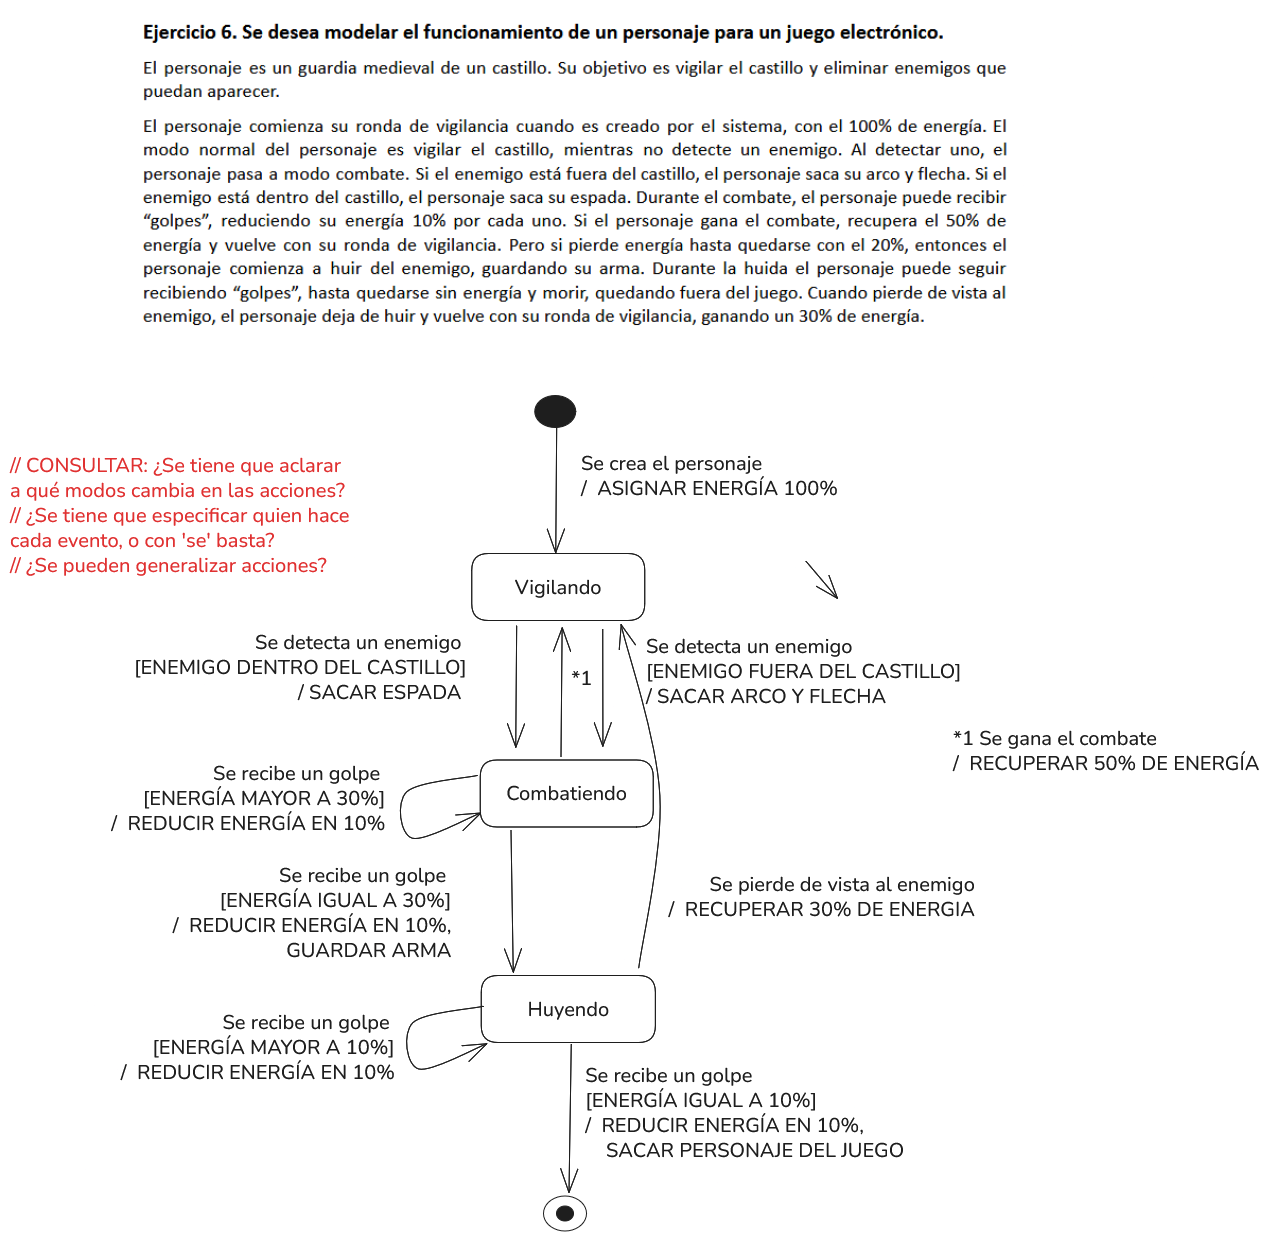 Ejercicio 6. Se desea modelar el funcionamiento de un personaje para un juego electrónico.
El personaje es un guardia medieval de un castillo. Su objetivo es vigilar el castillo y eliminar enemigos que
puedan aparecer.
El personaje comienza su ronda de vigilancia cuando es creado por el sistema, con el 100% de energía. El
modo normal del personaje es vigilar el castillo, mientras no detecte un enemigo. Al detectar uno, el
personaje pasa a modo combate. Si el enemigo está fuera del castillo, el personaje saca su arco y flecha. Si el
enemigo está dentro del castillo, el personaje saca su espada. Durante el combate, el personaje puede recibir
“golpes”, reduciendo su energía 10% por cada uno. Si el personaje gana el combate, recupera el 50% de
energía y vuelve con su ronda de vigilancia. Pero si pierde energía hasta quedarse con el 20%, entonces el
personaje comienza a huir del enemigo, guardando su arma. Durante la huida el personaje puede seguir
recibiendo “golpes”, hasta quedarse sin energía y morir, quedando fuera del juego. Cuando pierde de vista al
enemigo, el personaje deja de huir y vuelve con su ronda de vigilancia, ganando un 30% de energía.
// CONSULTAR: ¿Se tiene que aclarar
a qué modos cambia en las acciones?
// ¿Se tiene que especificar quien hace
cada evento, o con 'se' basta?
// ¿Se pueden generalizar acciones?
Se crea el personaje
/ ASIGNAR ENERGÍA 100%
Vigilando
Se detecta un enemigo
[ENEMIGO DENTRO DEL CASTILLO]
/ SACAR ESPADA
*1
Se detecta un enemigo
[ENEMIGO FUERA DEL CASTILLO]
/ SACAR ARCO Y FLECHA
*1 Se gana el combate
/ RECUPERAR 50% DE ENERGÍA
Se recibe un golpe
[ENERGÍA MAYOR A 30%]
/ REDUCIR ENERGÍA EN 10%
Combatiendo
Se recibe un golpe
[ENERGÍA IGUAL A 30%]
/ REDUCIR ENERGÍA EN 10%,
GUARDAR ARMA
Se pierde de vista al enemigo
/ RECUPERAR 30% DE ENERGIA
Huyendo
Se recibe un golpe
[ENERGÍA MAYOR A 10%]
/ REDUCIR ENERGÍA EN 10%
Se recibe un golpe
[ENERGÍA IGUAL A 10%]
/ REDUCIR ENERGÍA EN 10%,
SACAR PERSONAJE DEL JUEGO